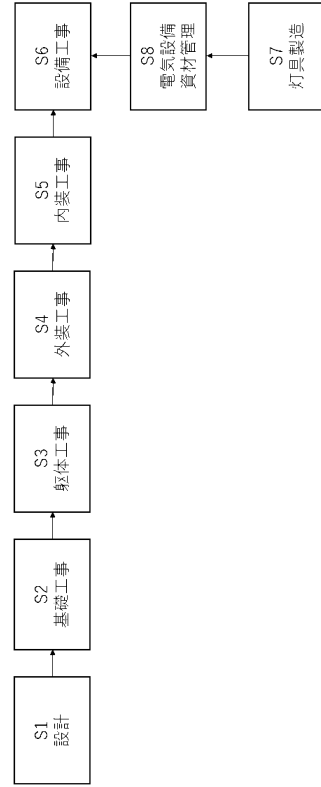 S1
設計
S2
基礎工事
S3
躯体工事
S4
外装工事
S5
内装工事
S6
設備工事
S8
電気設備
資材管理
S7
灯具製造